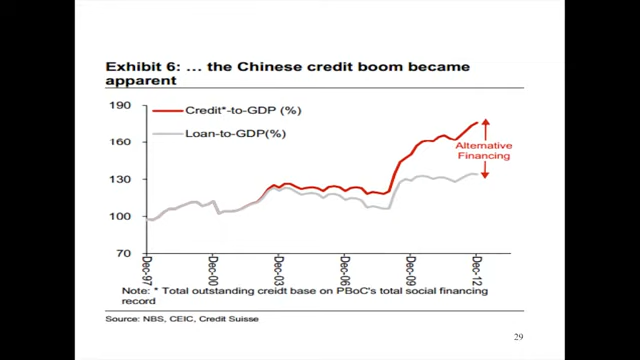 Exhibit 6: ... the Chinese credit boom became
apparent
190
Credit*-to-GDP (%)
Loan-to-GDP(%)
160
Alternative
Financing
130
100
70
Dec-97
Dec-00
Dec-03
Dec-06
Dec-09
Dec-12
Note: * Total outstanding creidt base on PBoC's total social financing
record
Source: NBS, CEIC, Credit Suisse
29